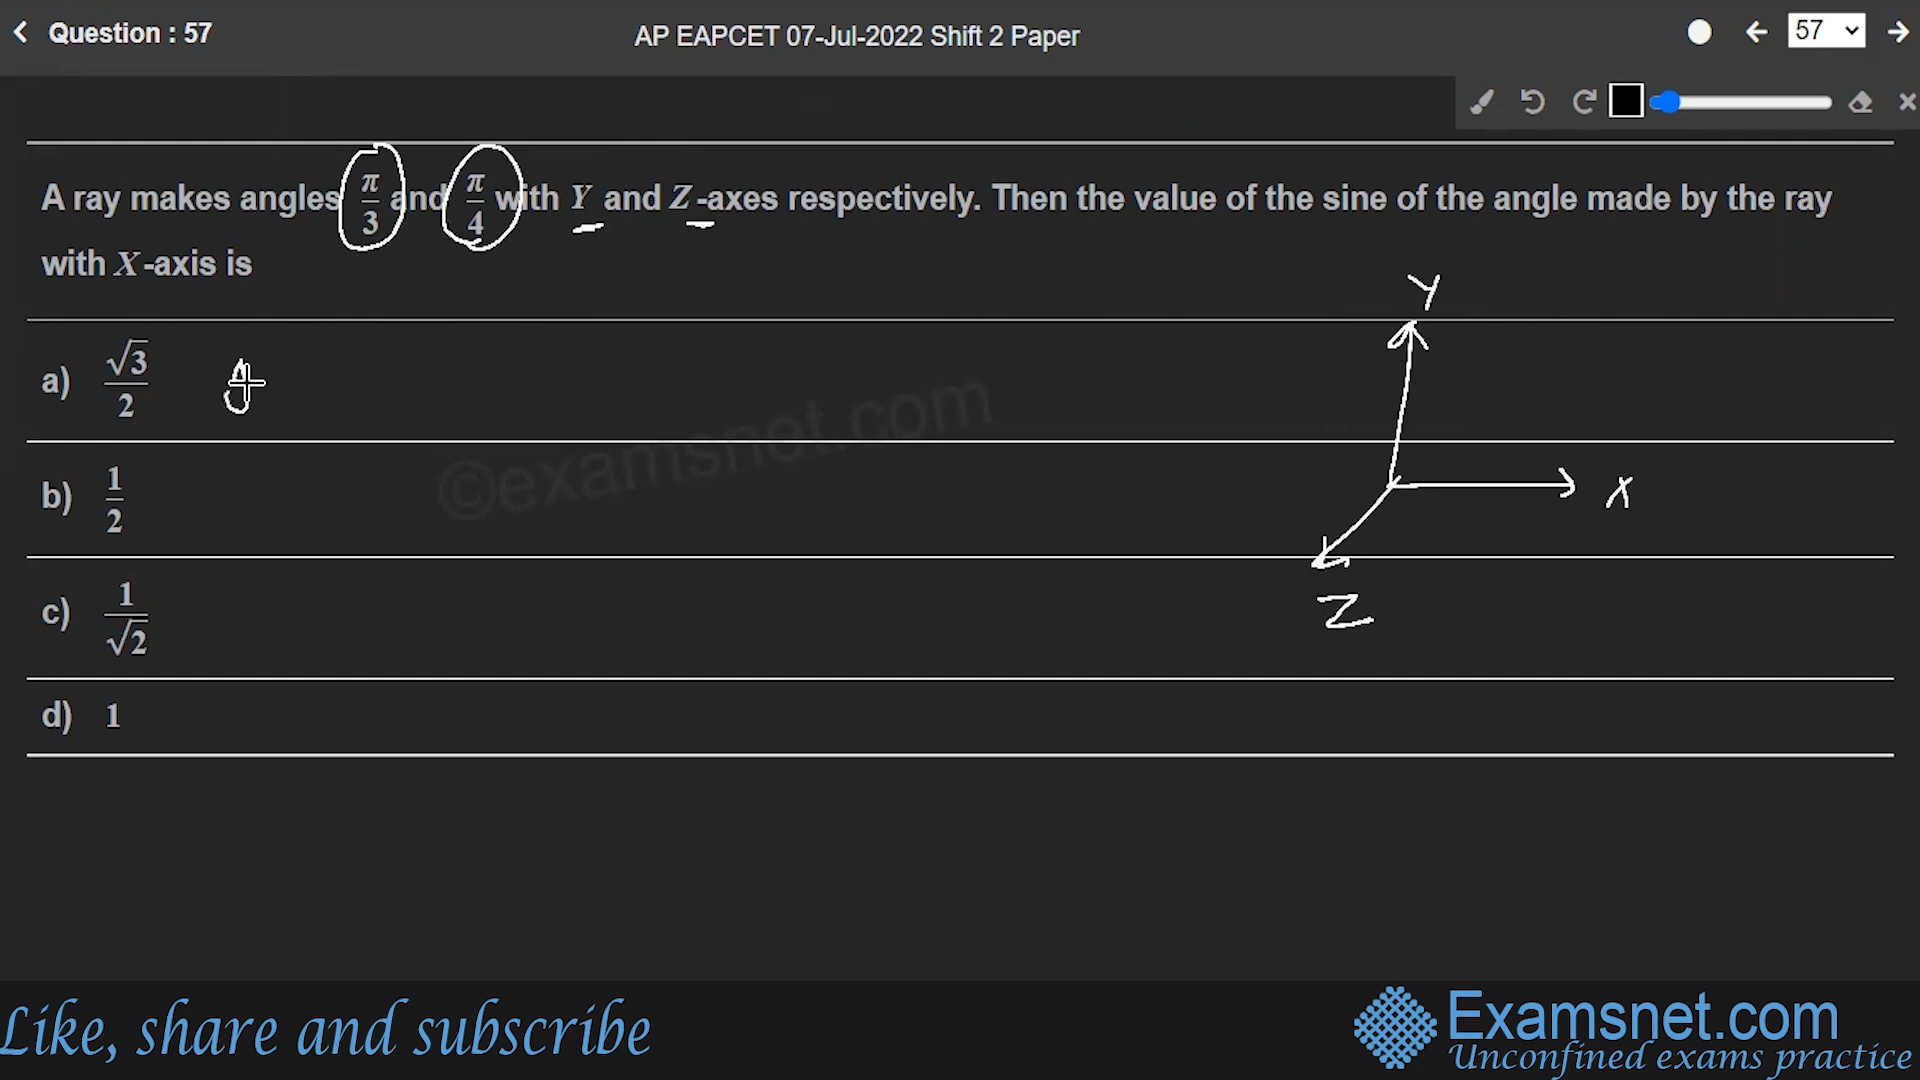 Question : 57
AP EAPCET 07-Jul-2022 Shift 2 Paper
57
A ray makes angles π/3 and π/4 with Y and Z-axes respectively. Then the value of the sine of the angle made by the ray
with X-axis is
Y
a) √3/2
b) 1/2
X
c) 1/√2
Z
d) 1
©examsnet.com
Like, share and subscribe
Examsnet.com
Unconfined exams practice